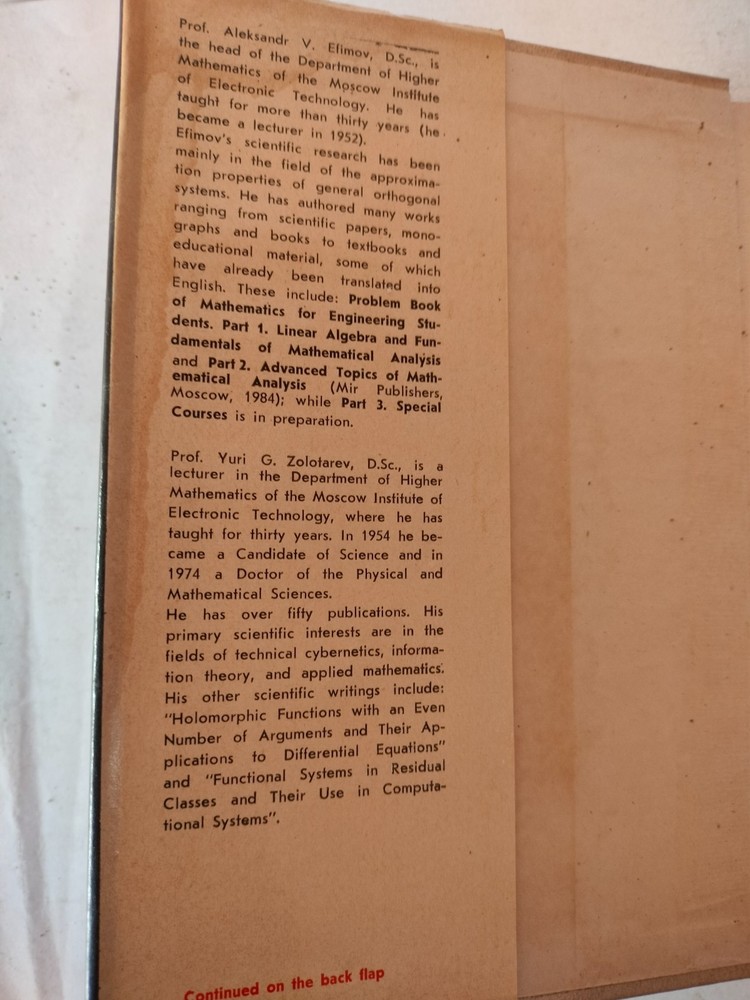 Prof. Aleksandr V. Efimov, D.Sc., is
the head of the Department of Higher
Mathematics of the Moscow Institute
of Electronic Technology. He has
taught for more than thirty years (he
became a lecturer in 1952).
Efimov's scientific research has been
mainly in the field of the approxima-
tion properties of general orthogonal
systems. He has authored many works
ranging from scientific papers, mono-
graphs and books to textbooks and
educational material, some of which
have already been translated into
English. These include: Problem Book
of Mathematics for Engineering Stu-
dents. Part 1. Linear Algebra and Fun-
damentals of Mathematical Analysis
and Part 2. Advanced Topics of Math-
ematical Analysis (Mir Publishers,
Moscow, 1984); while Part 3. Special
Courses is in preparation.
Prof. Yuri G. Zolotarev, D.Sc., is a
lecturer in the Department of Higher
Mathematics of the Moscow Institute of
Electronic Technology, where he has
taught for thirty years. In 1954 he be-
came a Candidate of Science and in
1974 a Doctor of the Physical and
Mathematical Sciences.
He has over fifty publications. His
primary scientific interests are in the
fields of technical cybernetics, informa-
tion theory, and applied mathematics.
His other scientific writings include:
"Holomorphic Functions with an Even
Number of Arguments and Their Ap-
plications to Differential Equations"
and "Functional Systems in Residual
Classes and Their Use in Computa-
tional Systems".
Continued on the back flap